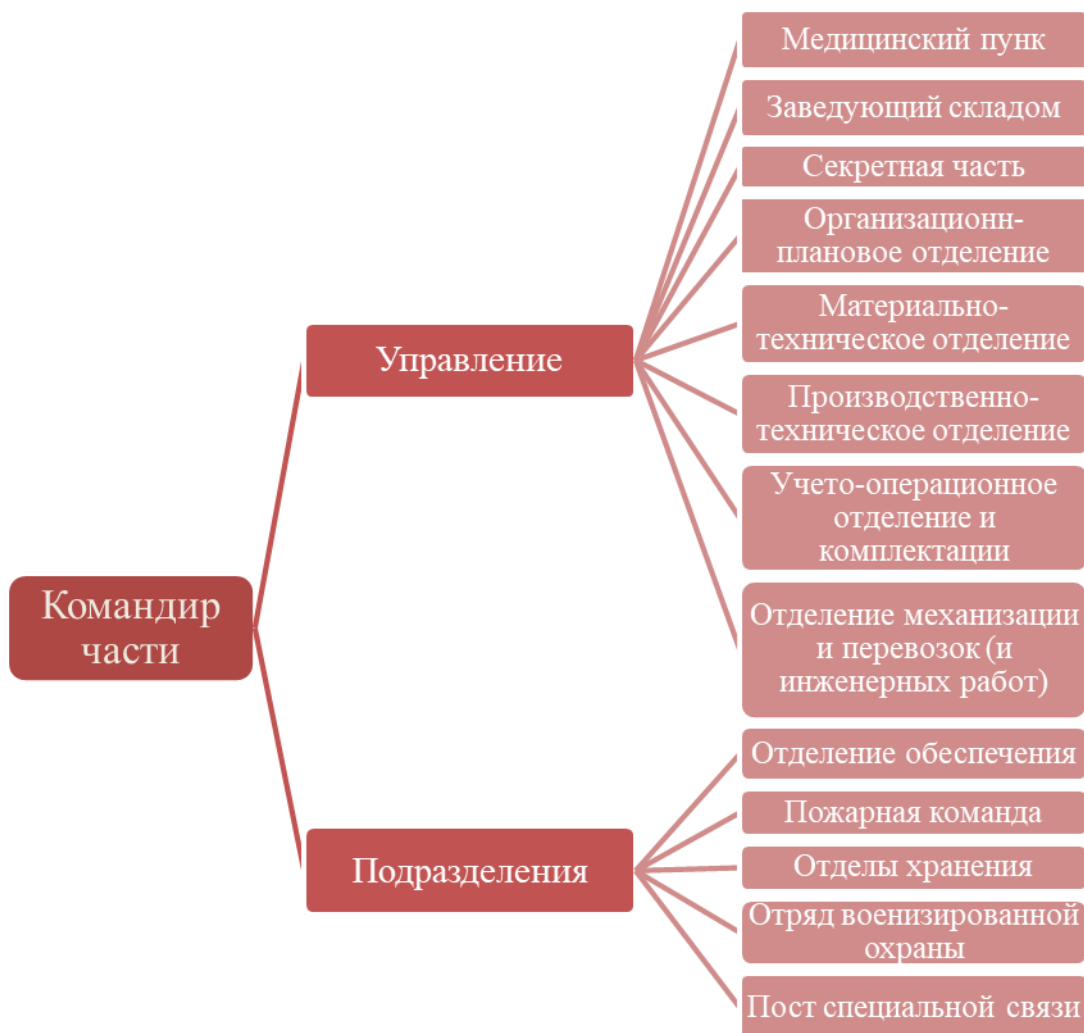 Командир
части
Управление
Медицинский пунк
Заведующий складом
Секретная часть
Организационн-
плановое отделение
Материально-
техническое отделение
Производственно-
техническое отделение
Учето-операционное
отделение и
комплектации
Отделение механизации
и перевозок (и
инженерных работ)
Подразделения
Отделение обеспечения
Пожарная команда
Отделы хранения
Отряд военизированной
охраны
Пост специальной связи